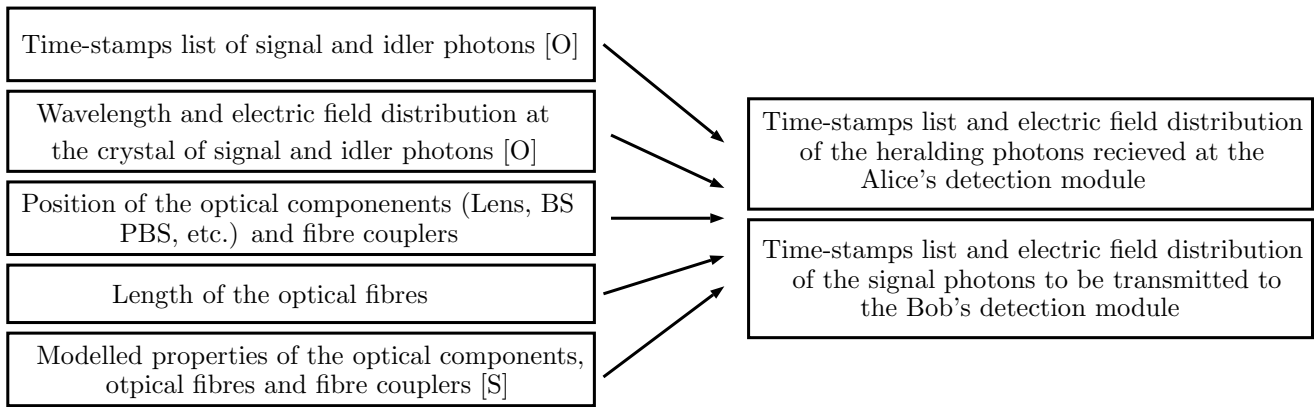 Time-stamps list of signal and idler photons [O]
Wavelength and electric field distribution at
the crystal of signal and idler photons [O]
Position of the optical componenents (Lens, BS
PBS, etc.) and fibre couplers
Length of the optical fibres
Modelled properties of the optical components,
otpical fibres and fibre couplers [S]
Time-stamps list and electric field distribution
of the heralding photons recieved at the
Alice's detection module
Time-stamps list and electric field distribution
of the signal photons to be transmitted to
the Bob's detection module